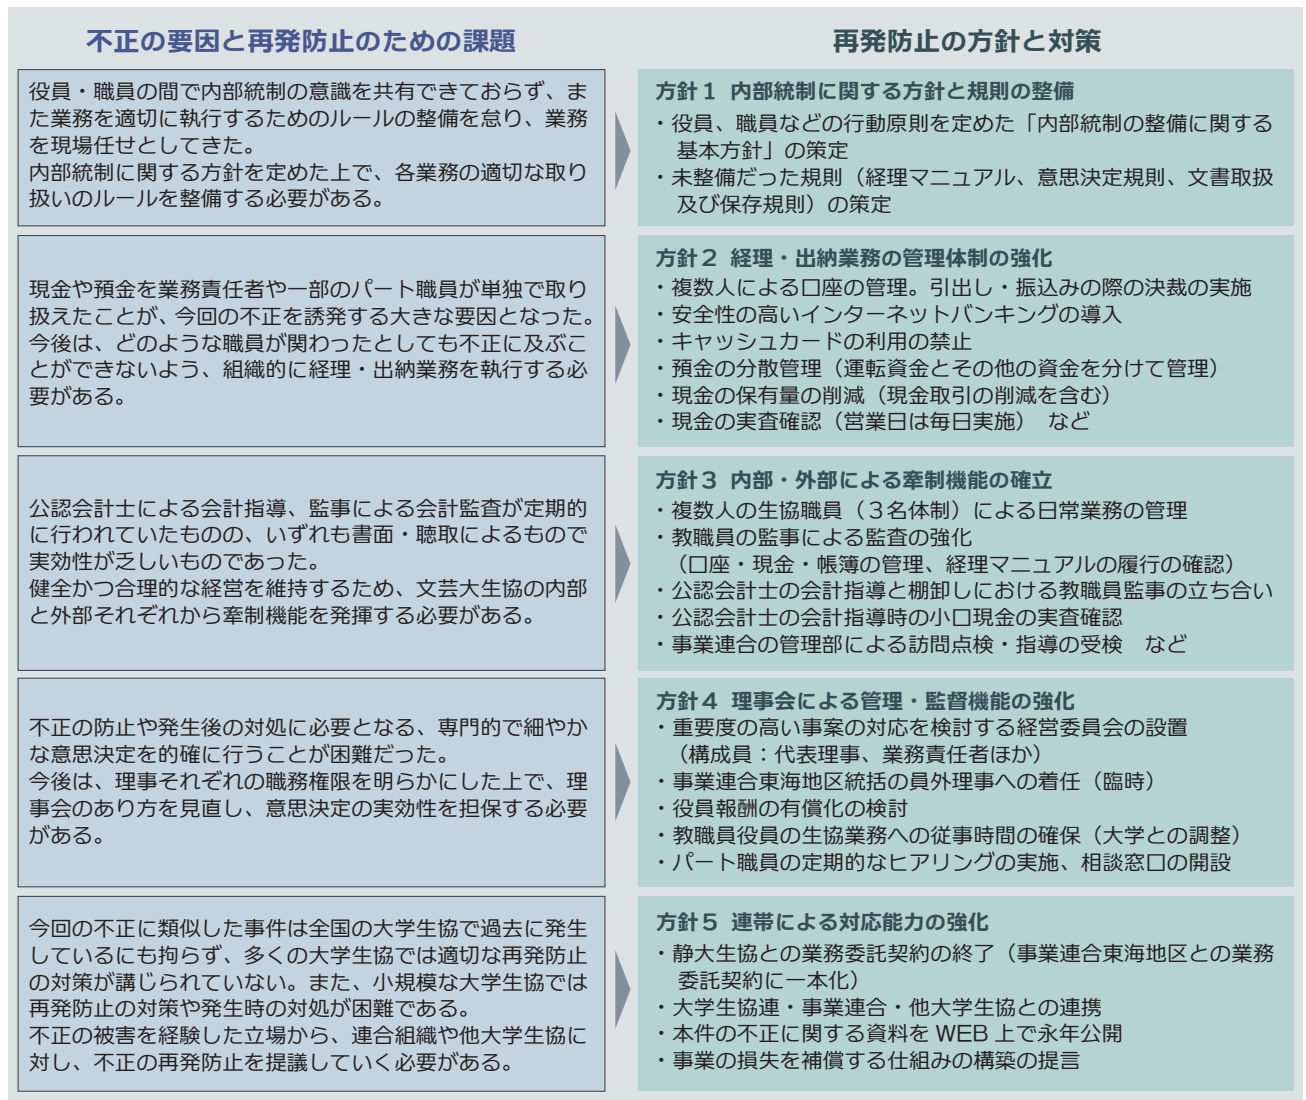 不正の要因と再発防止のための課題
再発防止の方針と対策
役員・職員の間で内部統制の意識を共有できておらず、ま
た業務を適切に執行するためのルールの整備を怠り、業務
を現場任せとしてきた。
内部統制に関する方針を定めた上で、各業務の適切な取り
扱いのルールを整備する必要がある。
方針1 内部統制に関する方針と規則の整備
・役員、職員などの行動原則を定めた「内部統制の整備に関する
基本方針」の策定
・未整備だった規則（経理マニュアル、意思決定規則、文書取扱
及び保存規則）の策定
現金や預金を業務責任者や一部のパート職員が単独で取り
扱えたことが、今回の不正を誘発する大きな要因となった。
今後は、どのような職員が関わったとしても不正に及ぶこ
とができないよう、組織的に経理・出納業務を執行する必
要がある。
方針2 経理・出納業務の管理体制の強化
・複数人による口座の管理。引出し・振込みの際の決裁の実施
・安全性の高いインターネットバンキングの導入
・キャッシュカードの利用の禁止
・預金の分散管理（運転資金とその他の資金を分けて管理）
・現金の保有量の削減（現金取引の削減を含む）
・現金の実査確認（営業日は毎日実施） など
公認会計士による会計指導、監事による会計監査が定期的
に行われていたものの、いずれも書面・聴取によるもので
実効性が乏しいものであった。
健全かつ合理的な経営を維持するため、文芸大生協の内部
と外部それぞれから牽制機能を発揮する必要がある。
方針3 内部・外部による牽制機能の確立
・複数人の生協職員（3名体制）による日常業務の管理
・教職員の監事による監査の強化
（口座・現金・帳簿の管理、経理マニュアルの履行の確認）
・公認会計士の会計指導と棚卸しにおける教職員監事の立ち合い
・公認会計士の会計指導時の小口現金の実査確認
・事業連合の管理部による訪問点検・指導の受検 など
不正の防止や発生後の対処に必要となる、専門的で細やか
な意思決定を的確に行うことが困難だった。
今後は、理事それぞれの職務権限を明らかにした上で、理
事会のあり方を見直し、意思決定の実効性を担保する必要
がある。
方針4 理事会による管理・監督機能の強化
・重要度の高い事案の対応を検討する経営委員会の設置
（構成員：代表理事、業務責任者ほか）
・事業連合東海地区統括の員外理事への着任（臨時）
・役員報酬の有償化の検討
・教職員役員の生協業務への従事時間の確保（大学との調整）
・パート職員の定期的なヒアリングの実施、相談窓口の開設
今回の不正に類似した事件は全国の大学生協で過去に発生
しているにも拘らず、多くの大学生協では適切な再発防止
の対策が講じられていない。また、小規模な大学生協では
再発防止の対策や発生時の対処が困難である。
不正の被害を経験した立場から、連合組織や他大学生協に
対し、不正の再発防止を提議していく必要がある。
方針5 連帯による対応能力の強化
・静大生協との業務委託契約の終了（事業連合東海地区との業務
委託契約に一本化）
・大学生協連・事業連合・他大学生協との連携
・本件の不正に関する資料を WEB 上で永年公開
・事業の損失を補償する仕組みの構築の提言